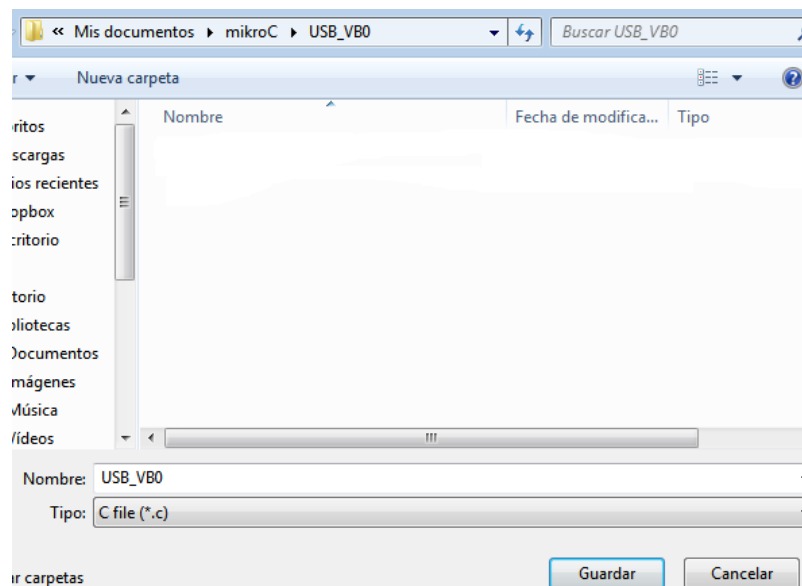 « Mis documentos ▸ mikroC ▸ USB_VB0 Buscar USB_VB0
r Nueva carpeta
Nombre Fecha de modifica... Tipo
ritos
scargas
ios recientes
opbox
critorio
torio
bliotecas
Documentos
mágenes
Música
Vídeos
Nombre: USB_VB0
Tipo: C file (*.c)
ar carpetas Guardar Cancelar